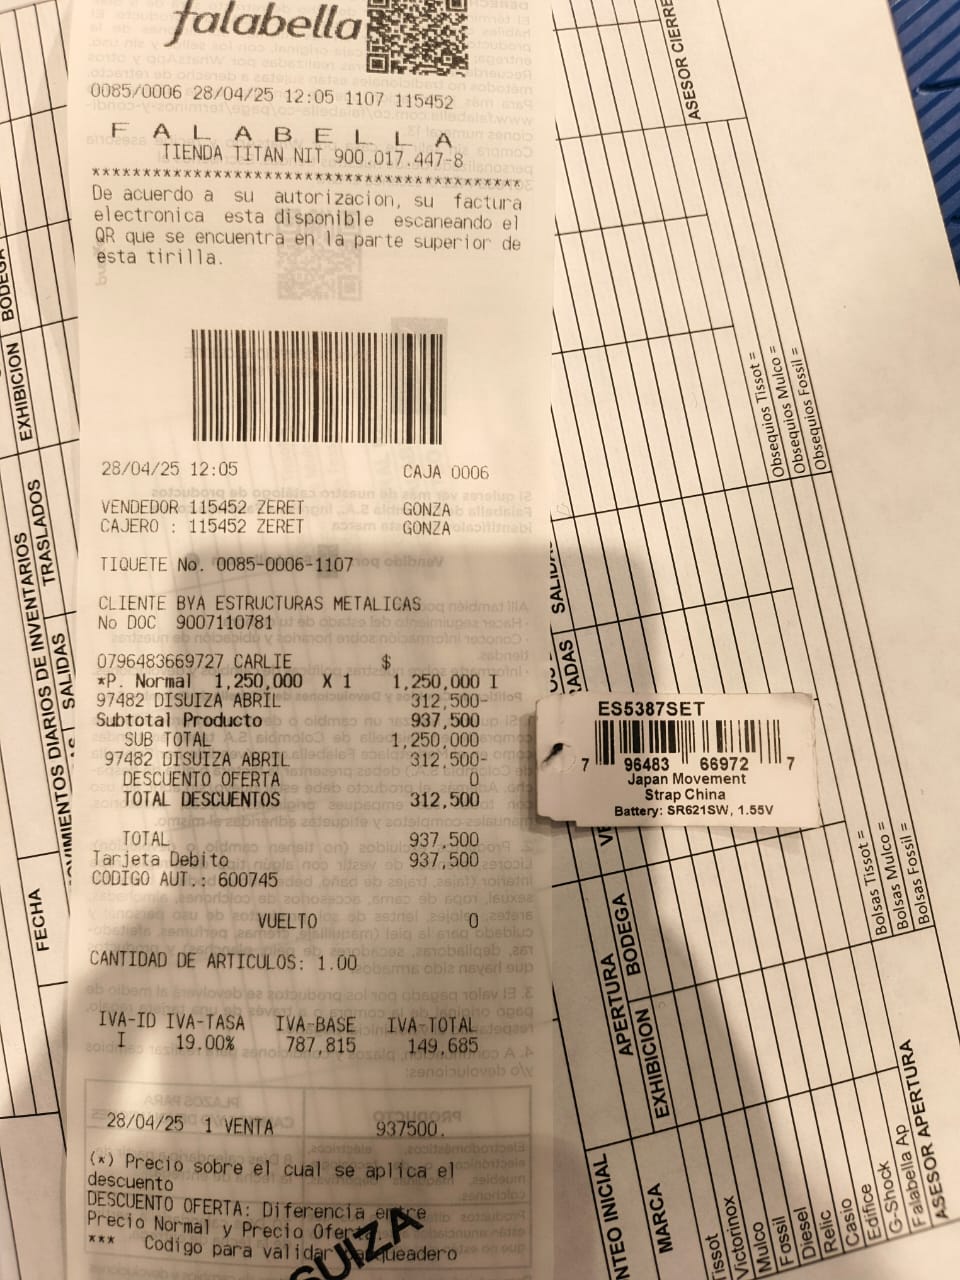 falabella
0085/0006 28/04/25 12:05 1107 115452
F A L A B E L L A
TIENDA TITAN NIT 900.017.447-8
*******************************************
De acuerdo a su autorizacion, su factura
electronica esta disponible escaneando el
QR que se encuentra en la parte superior de
esta tirilla.
28/04/25 12:05 CAJA 0006
VENDEDOR 115452 ZERET GONZA
CAJERO : 115452 ZERET GONZA
TIQUETE No. 0085-0006-1107
CLIENTE BYA ESTRUCTURAS METALICAS
No DOC 9007110781
0796483669727 CARLIE $
*P. Normal 1,250,000 X 1 1,250,000 I
97482 DISUIZA ABRIL 312,500-
Subtotal Producto 937,500
SUB TOTAL 1,250,000
97482 DISUIZA ABRIL 312,500-
DESCUENTO OFERTA 0
TOTAL DESCUENTOS 312,500
TOTAL 937,500
Tarjeta Debito 937,500
CODIGO AUT.: 600745
VUELTO 0
CANTIDAD DE ARTICULOS: 1.00
IVA-ID IVA-TASA IVA-BASE IVA-TOTAL
I 19.00% 787,815 149,685
28/04/25 1 VENTA 937500.
(*) Precio sobre el cual se aplica el
descuento
DESCUENTO OFERTA: Diferencia entre
Precio Normal y Precio Oferta.
*** Codigo para validar parqueadero
SUIZA
ES5387SET
7 96483 66972 7
Japan Movement
Strap China
Battery: SR621SW, 1.55V
BODEGA
EXHIBICION
TRASLADOS
SALIDAS
MOVIMIENTOS DIARIOS DE INVENTARIOS
FECHA
ASESOR CIERRE
Obsequios Tissot =
Obsequios Mulco =
Obsequios Fossil =
SALIDAS
Bolsas Tissot =
Bolsas Mulco =
Bolsas Fossil =
APERTURA
BODEGA
EXHIBICION
CONTEO INICIAL
MARCA
Tissot
Victorinox
Mulco
Fossil
Diesel
Relic
Casio
Edifice
G-Shock
Falabella Ap
ASESOR APERTURA